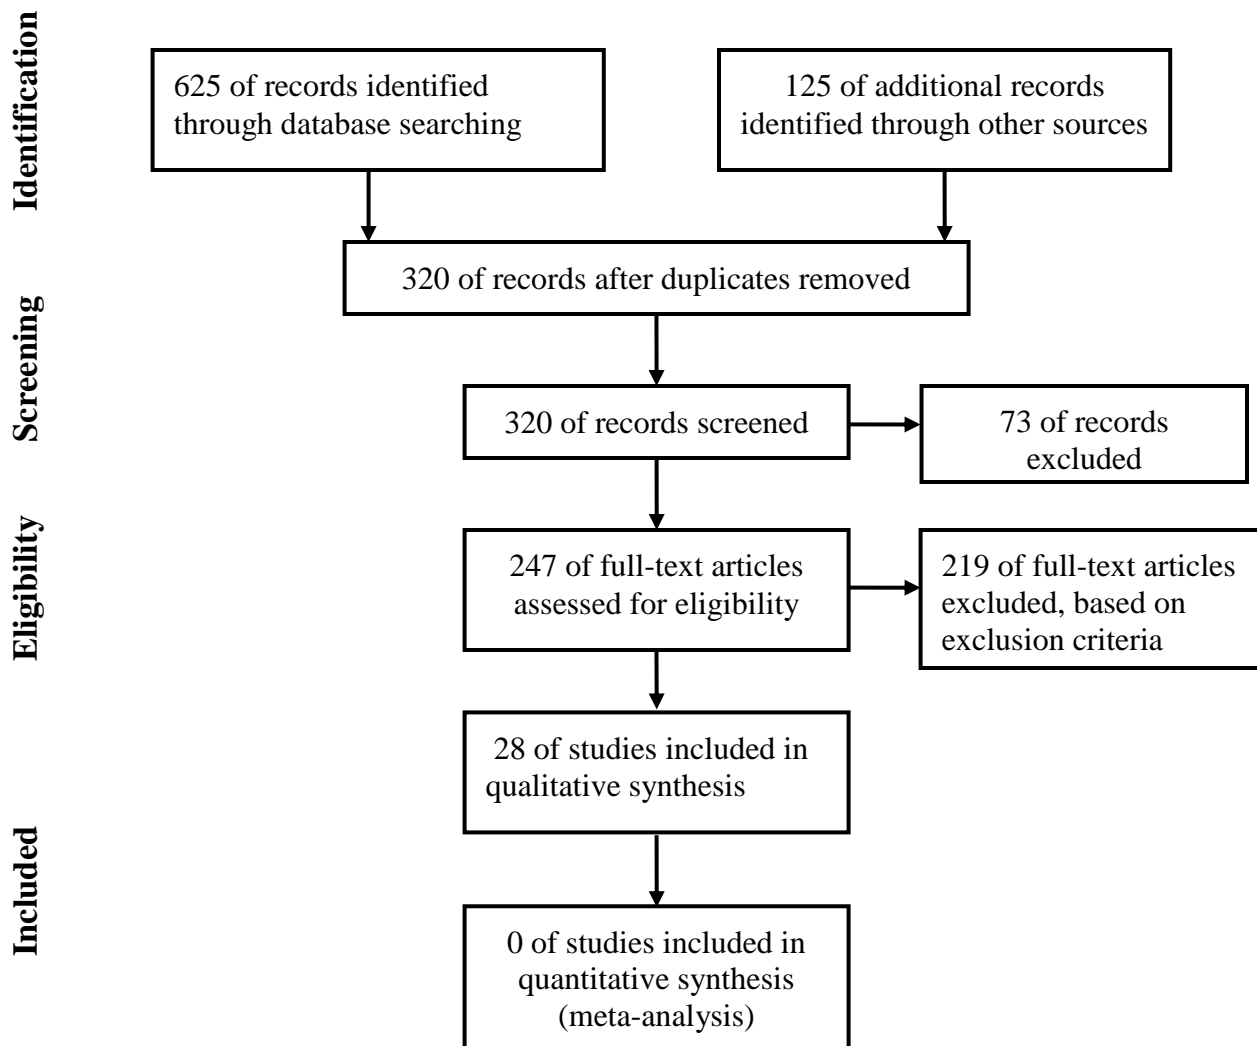 Identification
625 of records identified
through database searching
125 of additional records
identified through other sources
320 of records after duplicates removed
Screening
320 of records screened
73 of records
excluded
Eligibility
247 of full-text articles
assessed for eligibility
219 of full-text articles
excluded, based on
exclusion criteria
28 of studies included in
qualitative synthesis
Included
0 of studies included in
quantitative synthesis
(meta-analysis)